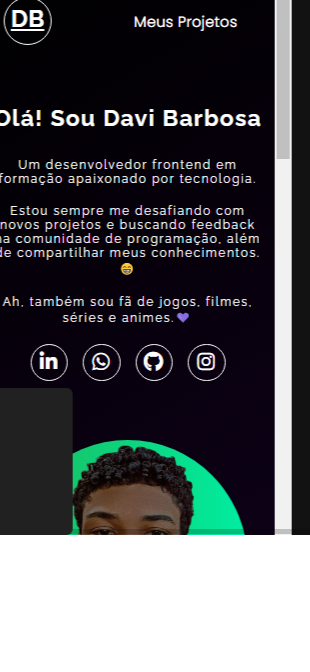 DB
Meus Projetos
Olá! Sou Davi Barbosa
Um desenvolvedor frontend em
formação apaixonado por tecnologia.
Estou sempre me desafiando com
novos projetos e buscando feedback
na comunidade de programação, além
de compartilhar meus conhecimentos.
😁
Ah, também sou fã de jogos, filmes,
séries e animes. 💜
in